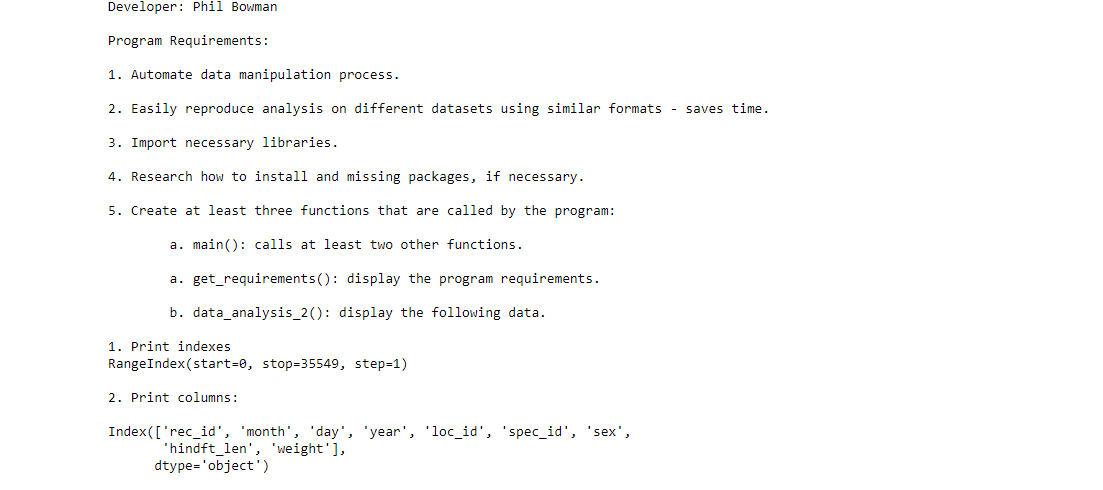 Developer: Phil Bowman
Program Requirements:
1. Automate data manipulation process.
2. Easily reproduce analysis on different datasets using similar formats - saves time.
3. Import necessary libraries.
4. Research how to install and missing packages, if necessary.
5. Create at least three functions that are called by the program:
a. main(): calls at least two other functions.
a. get_requirements(): display the program requirements.
b. data_analysis_2(): display the following data.
1. Print indexes
RangeIndex(start=0, stop=35549, step=1)
2. Print columns:
Index(['rec_id', 'month', 'day', 'year', 'loc_id', 'spec_id', 'sex',
'hindft_len', 'weight'],
dtype='object')